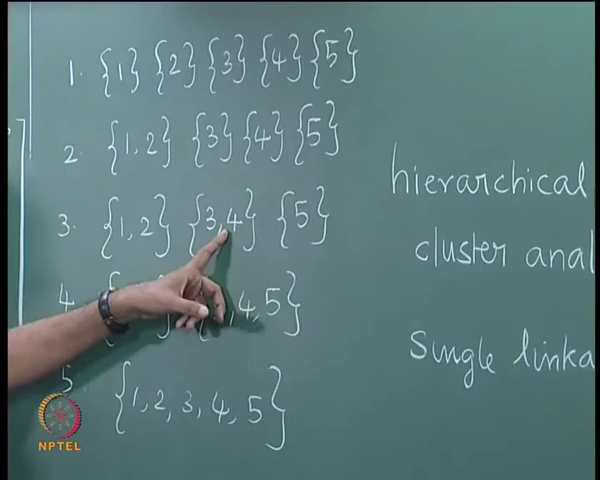 1. {1} {2} {3} {4} {5}
2. {1,2} {3} {4} {5}
3. {1,2} {3,4} {5}
4. { } { ,4,5}
5. {1,2,3,4,5}
hierarchical
cluster anal
Single linka
NPTEL